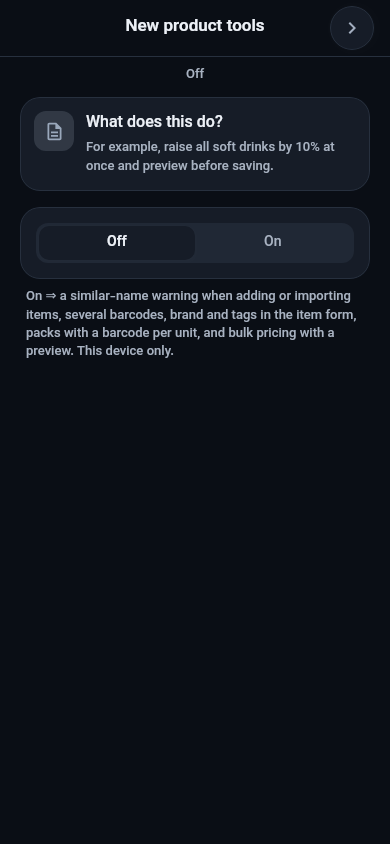 New product tools
Off
What does this do?
For example, raise all soft drinks by 10% at
once and preview before saving.
Off
On
On ⇒ a similar-name warning when adding or importing
items, several barcodes, brand and tags in the item form,
packs with a barcode per unit, and bulk pricing with a
preview. This device only.